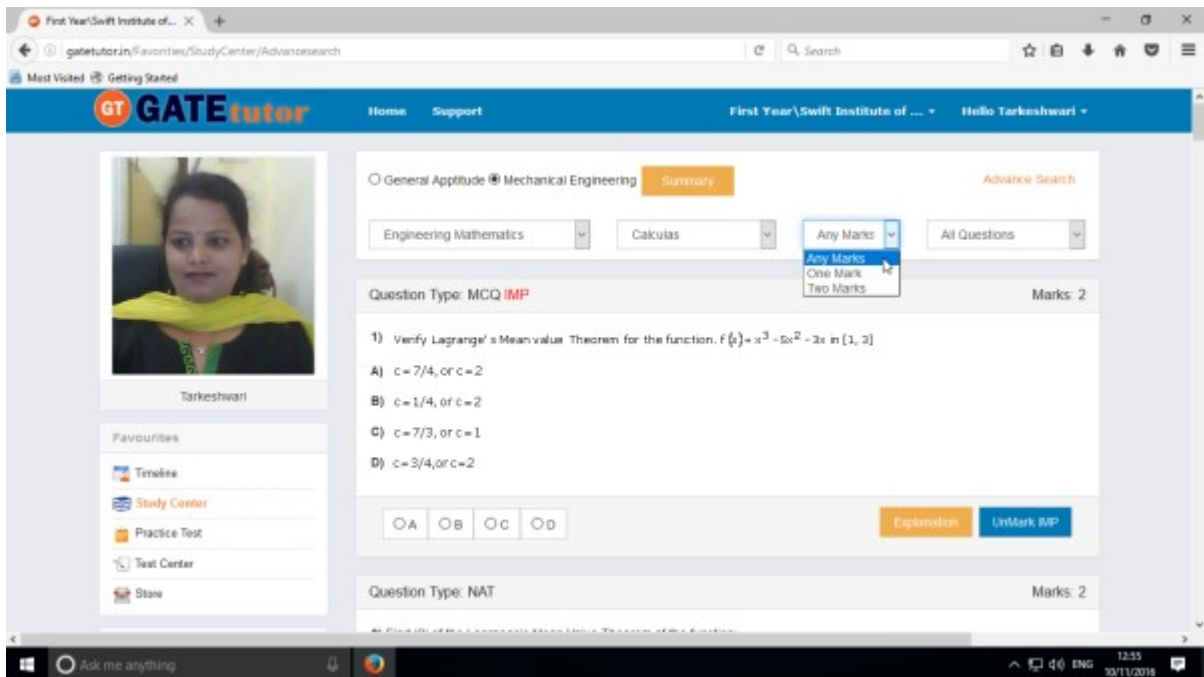 First Year\Swift Institute of...
gatetutor.in/Favorities/StudyCenter/Advancesearch
Search
Most Visited Getting Started
GT GATEtutor Home Support First Year\Swift Institute of .... Hello Tarkeshwari
General Apptitude Mechanical Engineering Summary Advance Search
Engineering Mathematics Calculas Any Marks All Questions
Any Marks
One Mark
Two Marks
Question Type: MCQ IMP Marks: 2
1) Verify Lagrange's Mean value Theorem for the function. f(x) = x³ -5x² - 3x in [1, 3]
A) c=7/4, or c=2
B) c=1/4, or c=2
C) c=7/3, or c=1
D) c=3/4,or c=2
A B C D Explanation UnMark IMP
Question Type: NAT Marks: 2
Tarkeshwari
Favourites
Timeline
Study Center
Practice Test
Test Center
Store
Ask me anything
ENG 12:55
10/11/2016